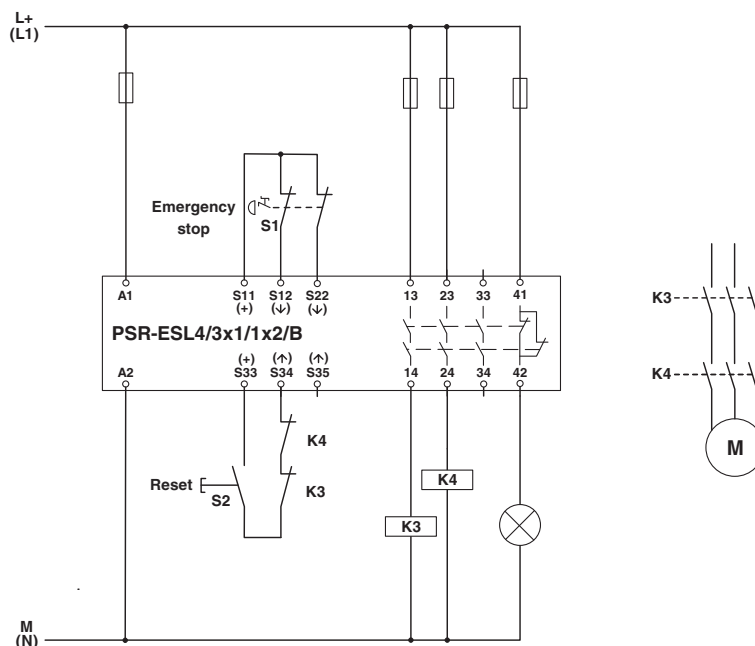 L+
(L1)
Emergency
stop
S1
A1
S11
(+)
S12
(↓)
S22
(↓)
13
23
33
41
PSR-ESL4/3x1/1x2/B
A2
(+)
S33
(↑)
S34
(↑)
S35
14
24
34
42
K4
K3
Reset
S2
K4
K3
M
(N)
K3
K4
M